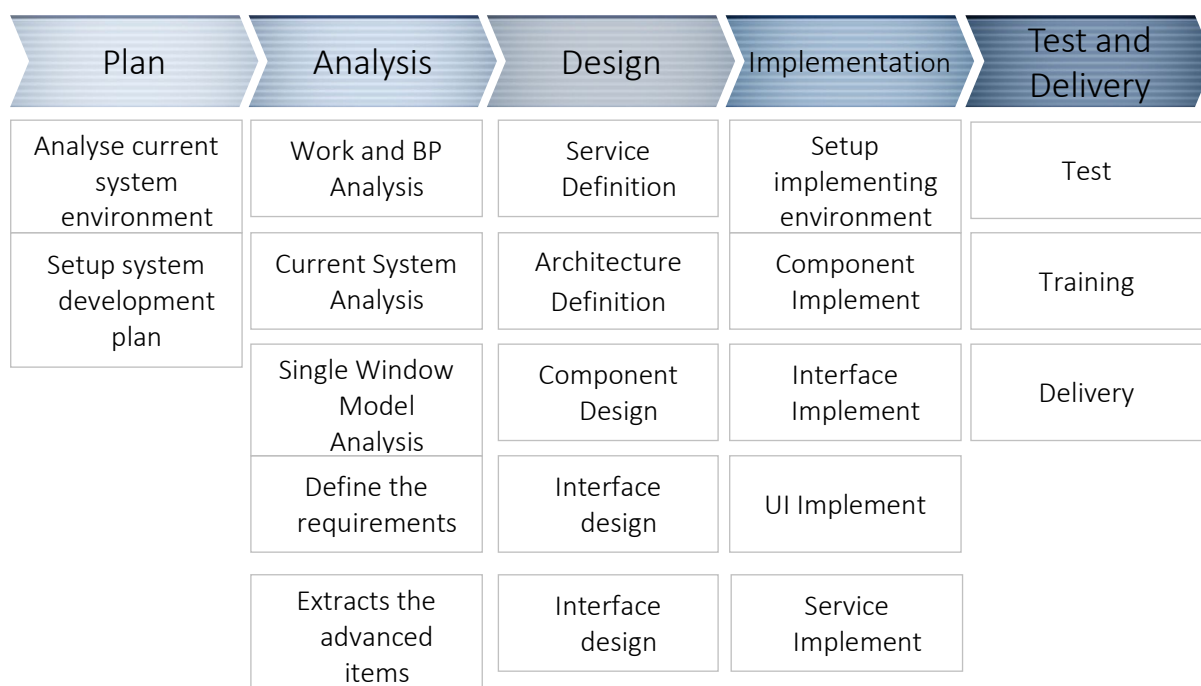 Plan
Analysis
Design
Implementation
Test and
Delivery
Analyse current
system
environment
Setup system
development
plan
Work and BP
Analysis
Current System
Analysis
Single Window
Model
Analysis
Define the
requirements
Extracts the
advanced
items
Service
Definition
Architecture
Definition
Component
Design
Interface
design
Interface
design
Setup
implementing
environment
Component
Implement
Interface
Implement
UI Implement
Service
Implement
Test
Training
Delivery